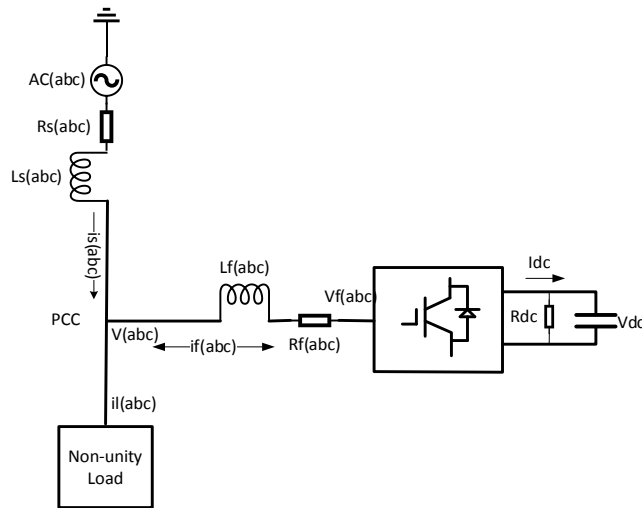 AC(abc)
Rs(abc)
Ls(abc)
is(abc)
Lf(abc)
Idc
Vf(abc)
Rdc
Vdc
PCC
V(abc)
if(abc)
Rf(abc)
il(abc)
Non-unity
Load